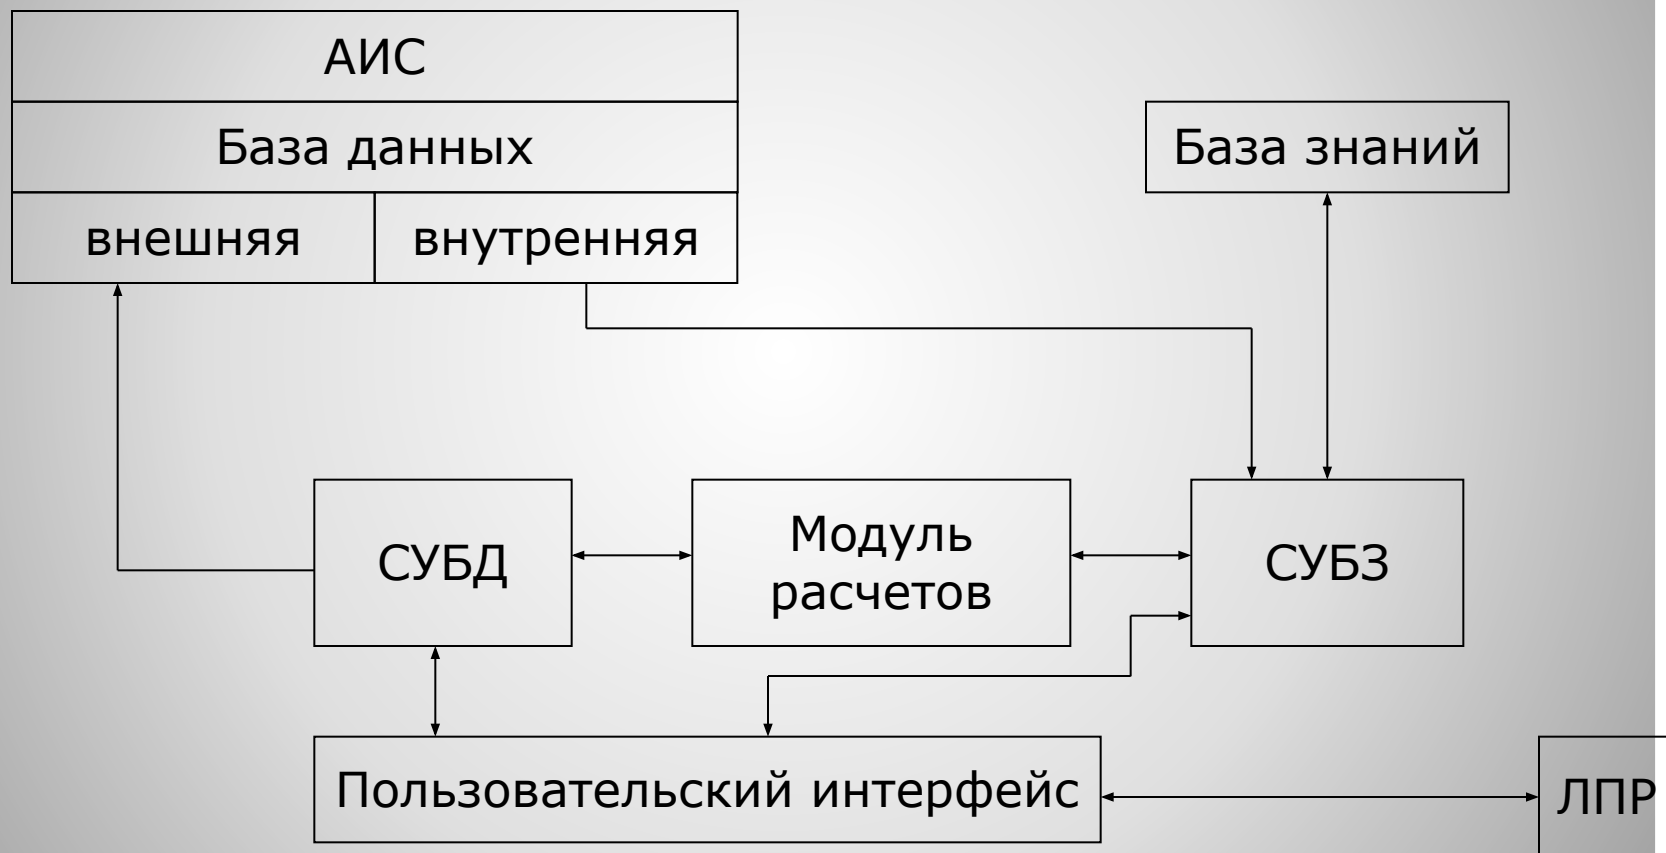 АИС
База данных
База знаний
внешняя
внутренняя
СУБД
Модуль
расчетов
СУБЗ
Пользовательский интерфейс
ЛПР